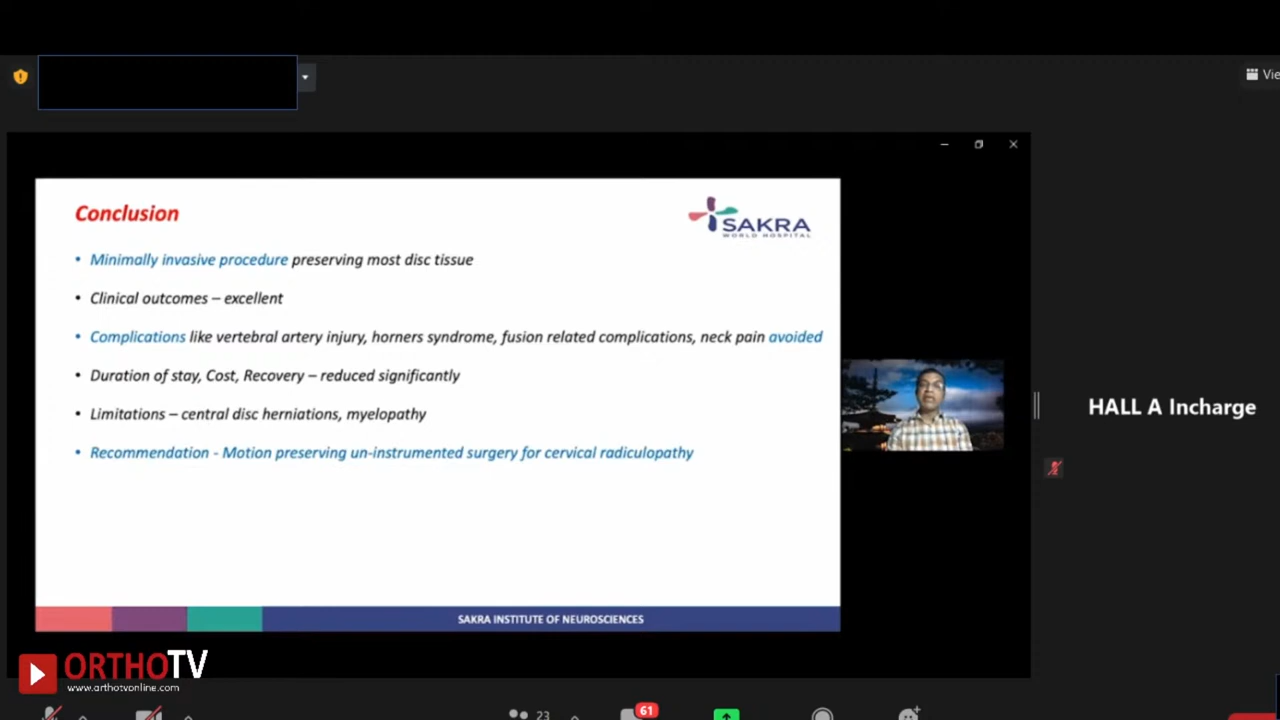 Vie
Conclusion
SAKRA
WORLD HOSPITAL
• Minimally invasive procedure preserving most disc tissue
• Clinical outcomes – excellent
• Complications like vertebral artery injury, horners syndrome, fusion related complications, neck pain avoided
• Duration of stay, Cost, Recovery – reduced significantly
• Limitations – central disc herniations, myelopathy
• Recommendation - Motion preserving un-instrumented surgery for cervical radiculopathy
HALL A Incharge
SAKRA INSTITUTE OF NEUROSCIENCES
ORTHOTV
www.orthotvonline.com
23
61